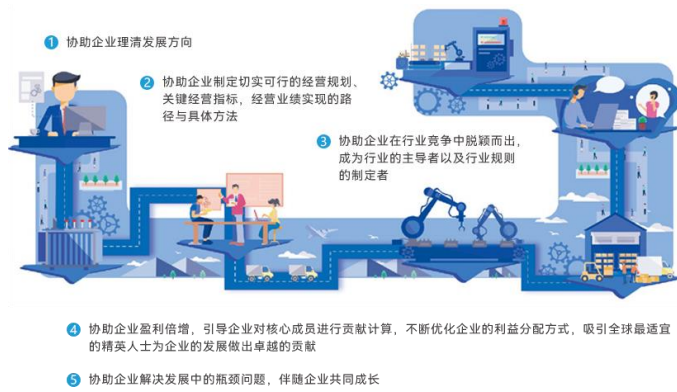 1 协助企业理清发展方向
2 协助企业制定切实可行的经营规划、
关键经营指标，经营业绩实现的路
径与具体方法
3 协助企业在行业竞争中脱颖而出，
成为行业的主导者以及行业规则
的制定者
4 协助企业盈利倍增，引导企业对核心成员进行贡献计算，不断优化企业的利益分配方式，吸引全球最适宜
的精英人士为企业的发展做出卓越的贡献
5 协助企业解决发展中的瓶颈问题，伴随企业共同成长